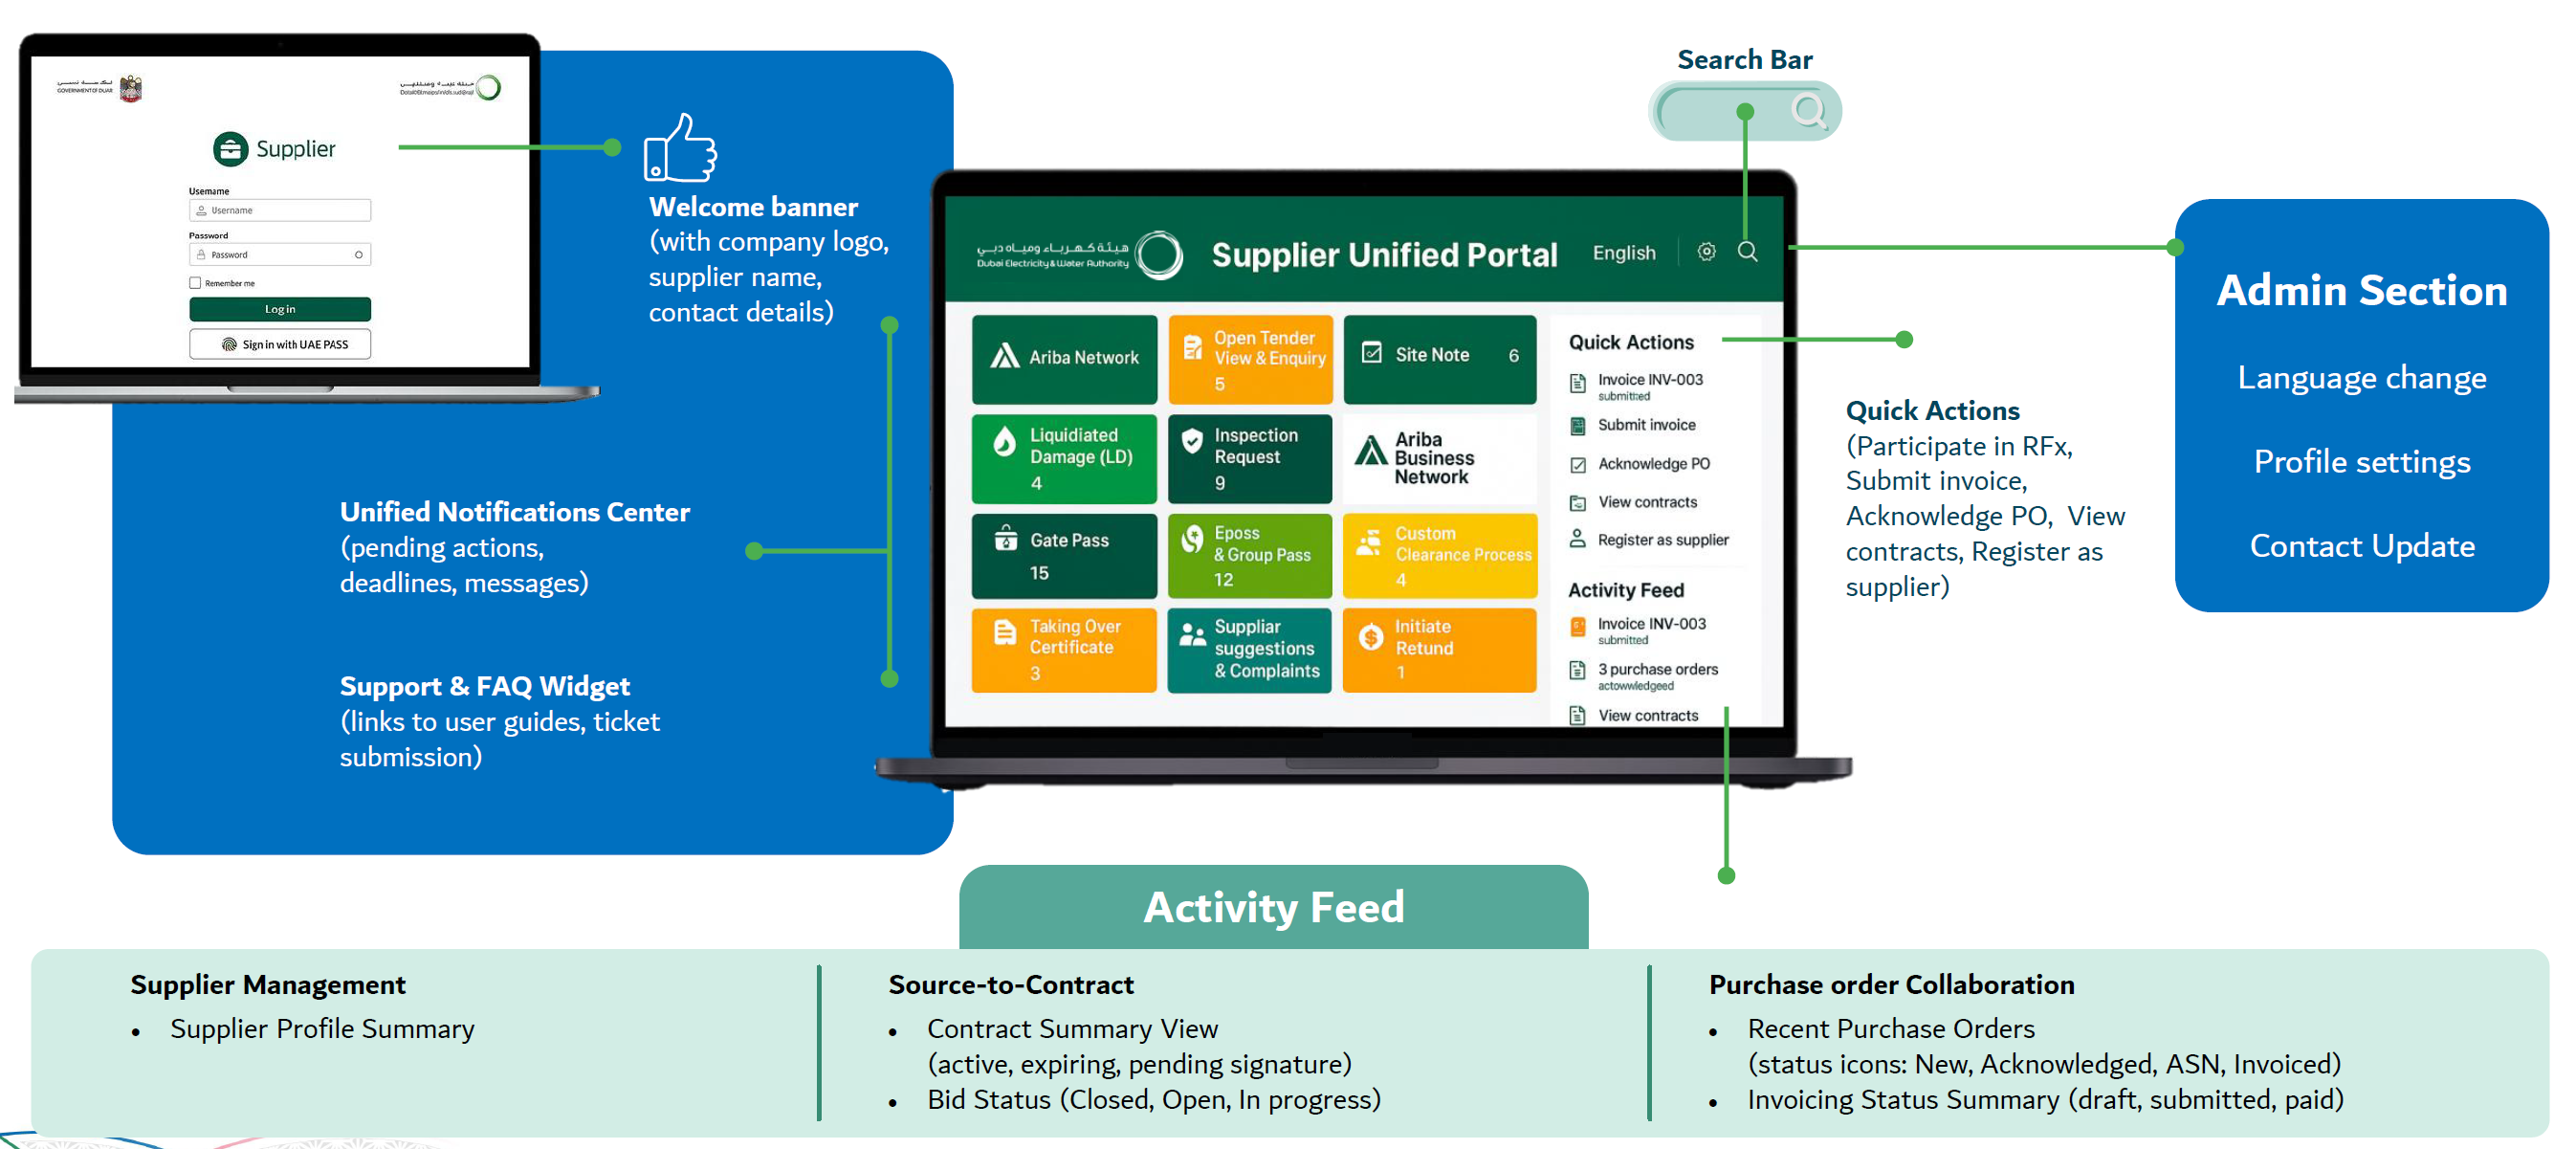 GOVERNMENT OF DUAR
Supplier
Username
Username
Password
Password
Remember me
Log in
Sign in with UAE PASS
Welcome banner
(with company logo,
supplier name,
contact details)
Unified Notifications Center
(pending actions,
deadlines, messages)
Support & FAQ Widget
(links to user guides, ticket
submission)
Search Bar
هيئة كهرباء ومياه دبي
Dubai Electricity & Water Authority
Supplier Unified Portal
English
Ariba Network
Open Tender
View & Enquiry
5
Site Note 6
Liquidiated
Damage (LD)
4
Inspection
Request
9
Ariba
Business
Network
Gate Pass
15
Eposs
& Group Pass
12
Custom
Clearance Process
4
Taking Over
Certificate
3
Suppliar
suggestions
& Complaints
Initiate
Retund
1
Quick Actions
Invoice INV-003
submitted
Submit invoice
Acknowledge PO
View contracts
Register as supplier
Activity Feed
Invoice INV-003
submitted
3 purchase orders
actowwledgeed
View contracts
Quick Actions
(Participate in RFx,
Submit invoice,
Acknowledge PO, View
contracts, Register as
supplier)
Admin Section
Language change
Profile settings
Contact Update
Activity Feed
Supplier Management
• Supplier Profile Summary
Source-to-Contract
• Contract Summary View
(active, expiring, pending signature)
• Bid Status (Closed, Open, In progress)
Purchase order Collaboration
• Recent Purchase Orders
(status icons: New, Acknowledged, ASN, Invoiced)
• Invoicing Status Summary (draft, submitted, paid)